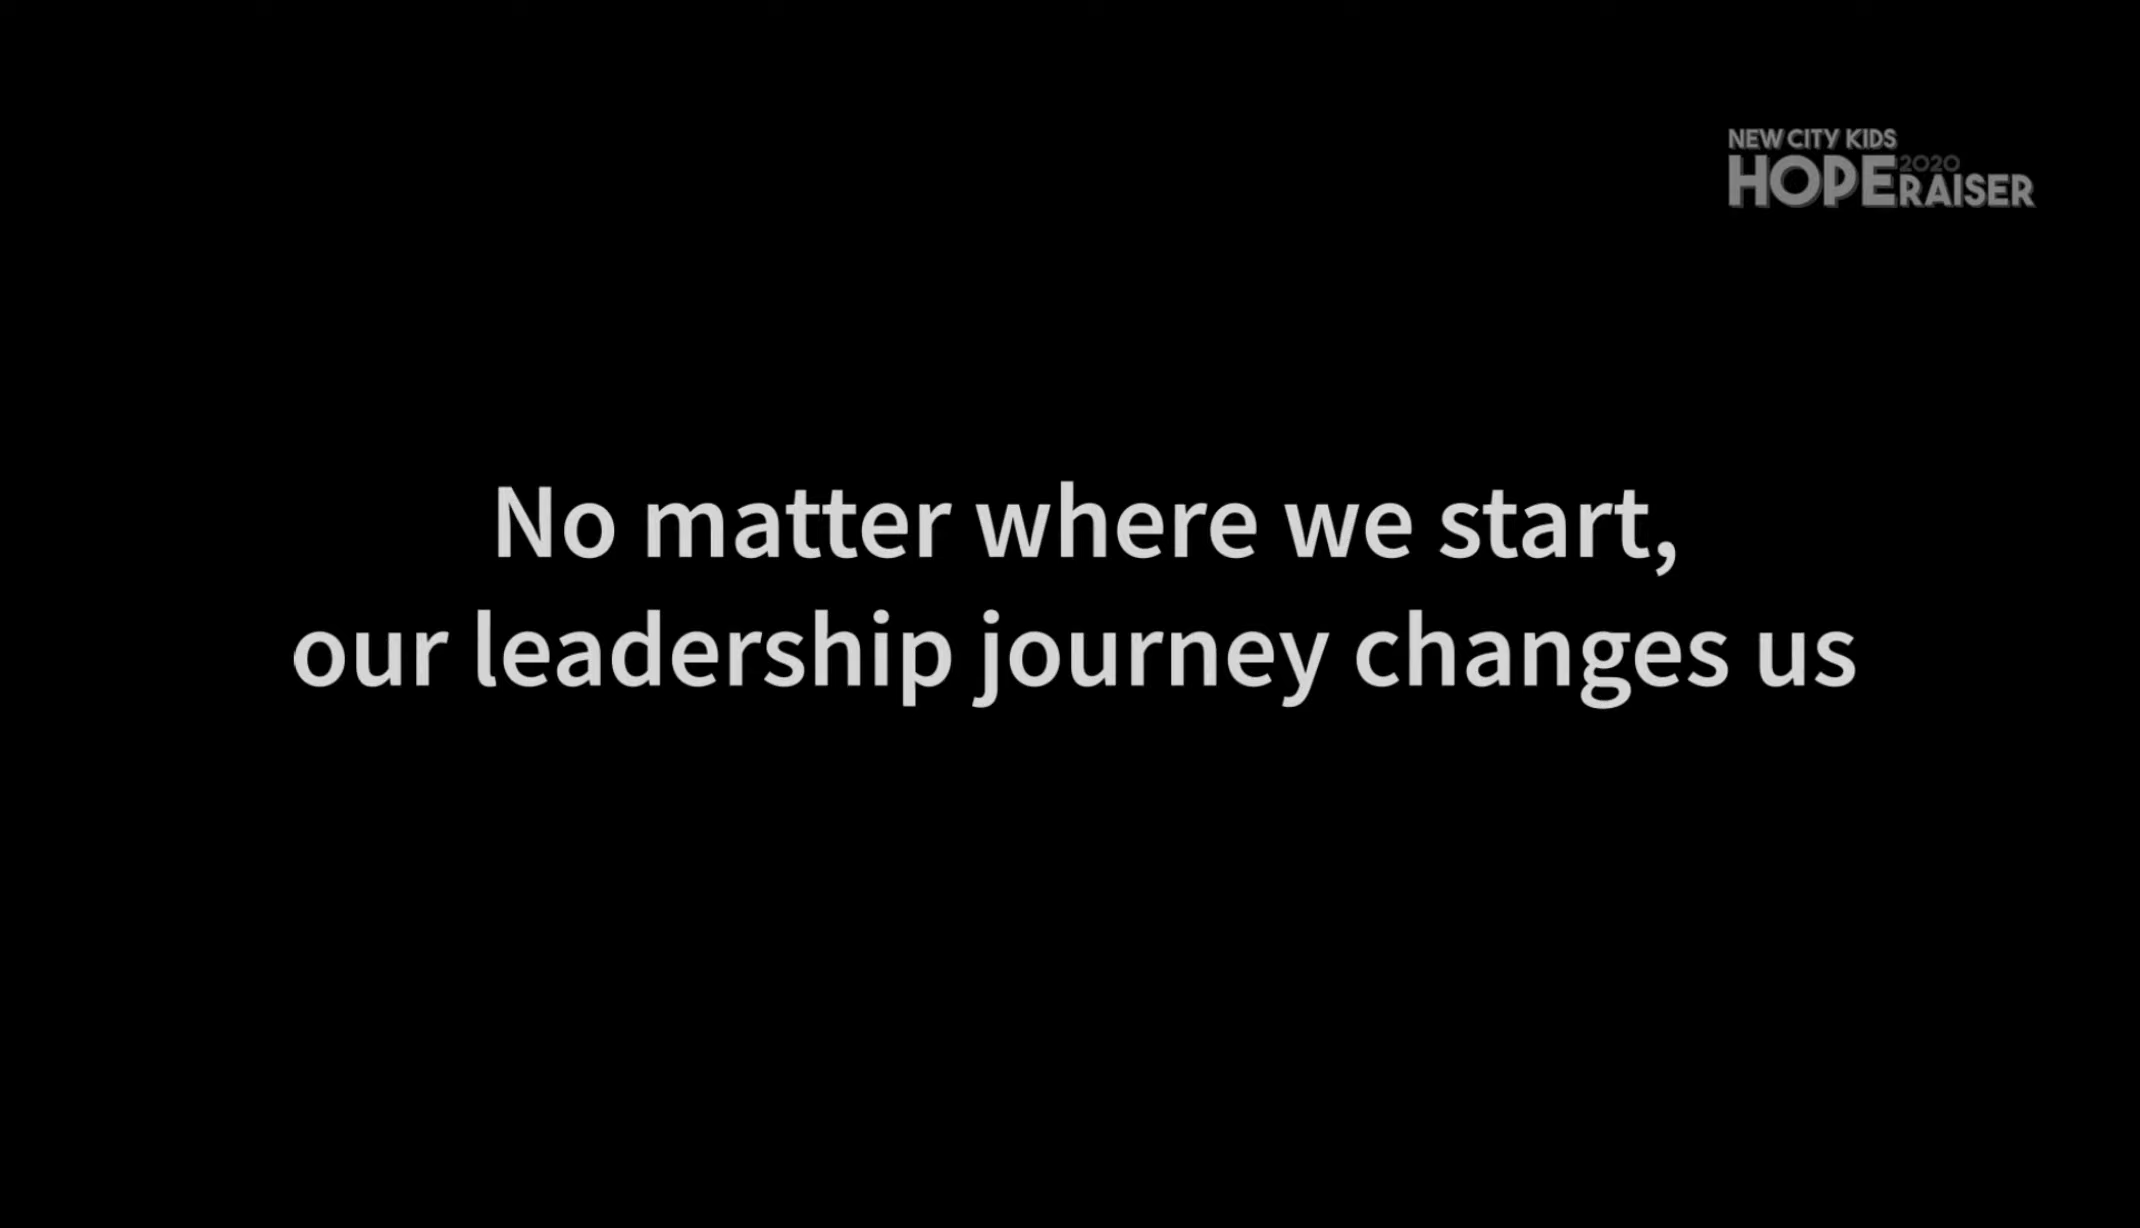 NEW CITY KIDS
HOPE 2020 RAISER
No matter where we start,
our leadership journey changes us